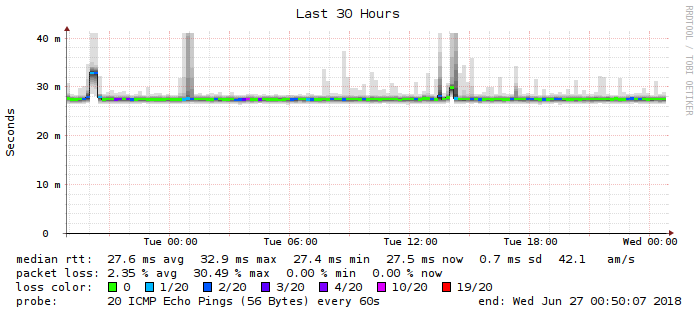 Last 30 Hours
RRDTOOL / TOBI OETIKER
Seconds
40 m
30 m
20 m
10 m
0
Tue 00:00 Tue 06:00 Tue 12:00 Tue 18:00 Wed 00:00
median rtt: 27.6 ms avg 32.9 ms max 27.4 ms min 27.5 ms now 0.7 ms sd 42.1 am/s
packet loss: 2.35 % avg 30.49 % max 0.00 % min 0.00 % now
loss color: 0 1/20 2/20 3/20 4/20 10/20 19/20
probe: 20 ICMP Echo Pings (56 Bytes) every 60s end: Wed Jun 27 00:50:07 2018